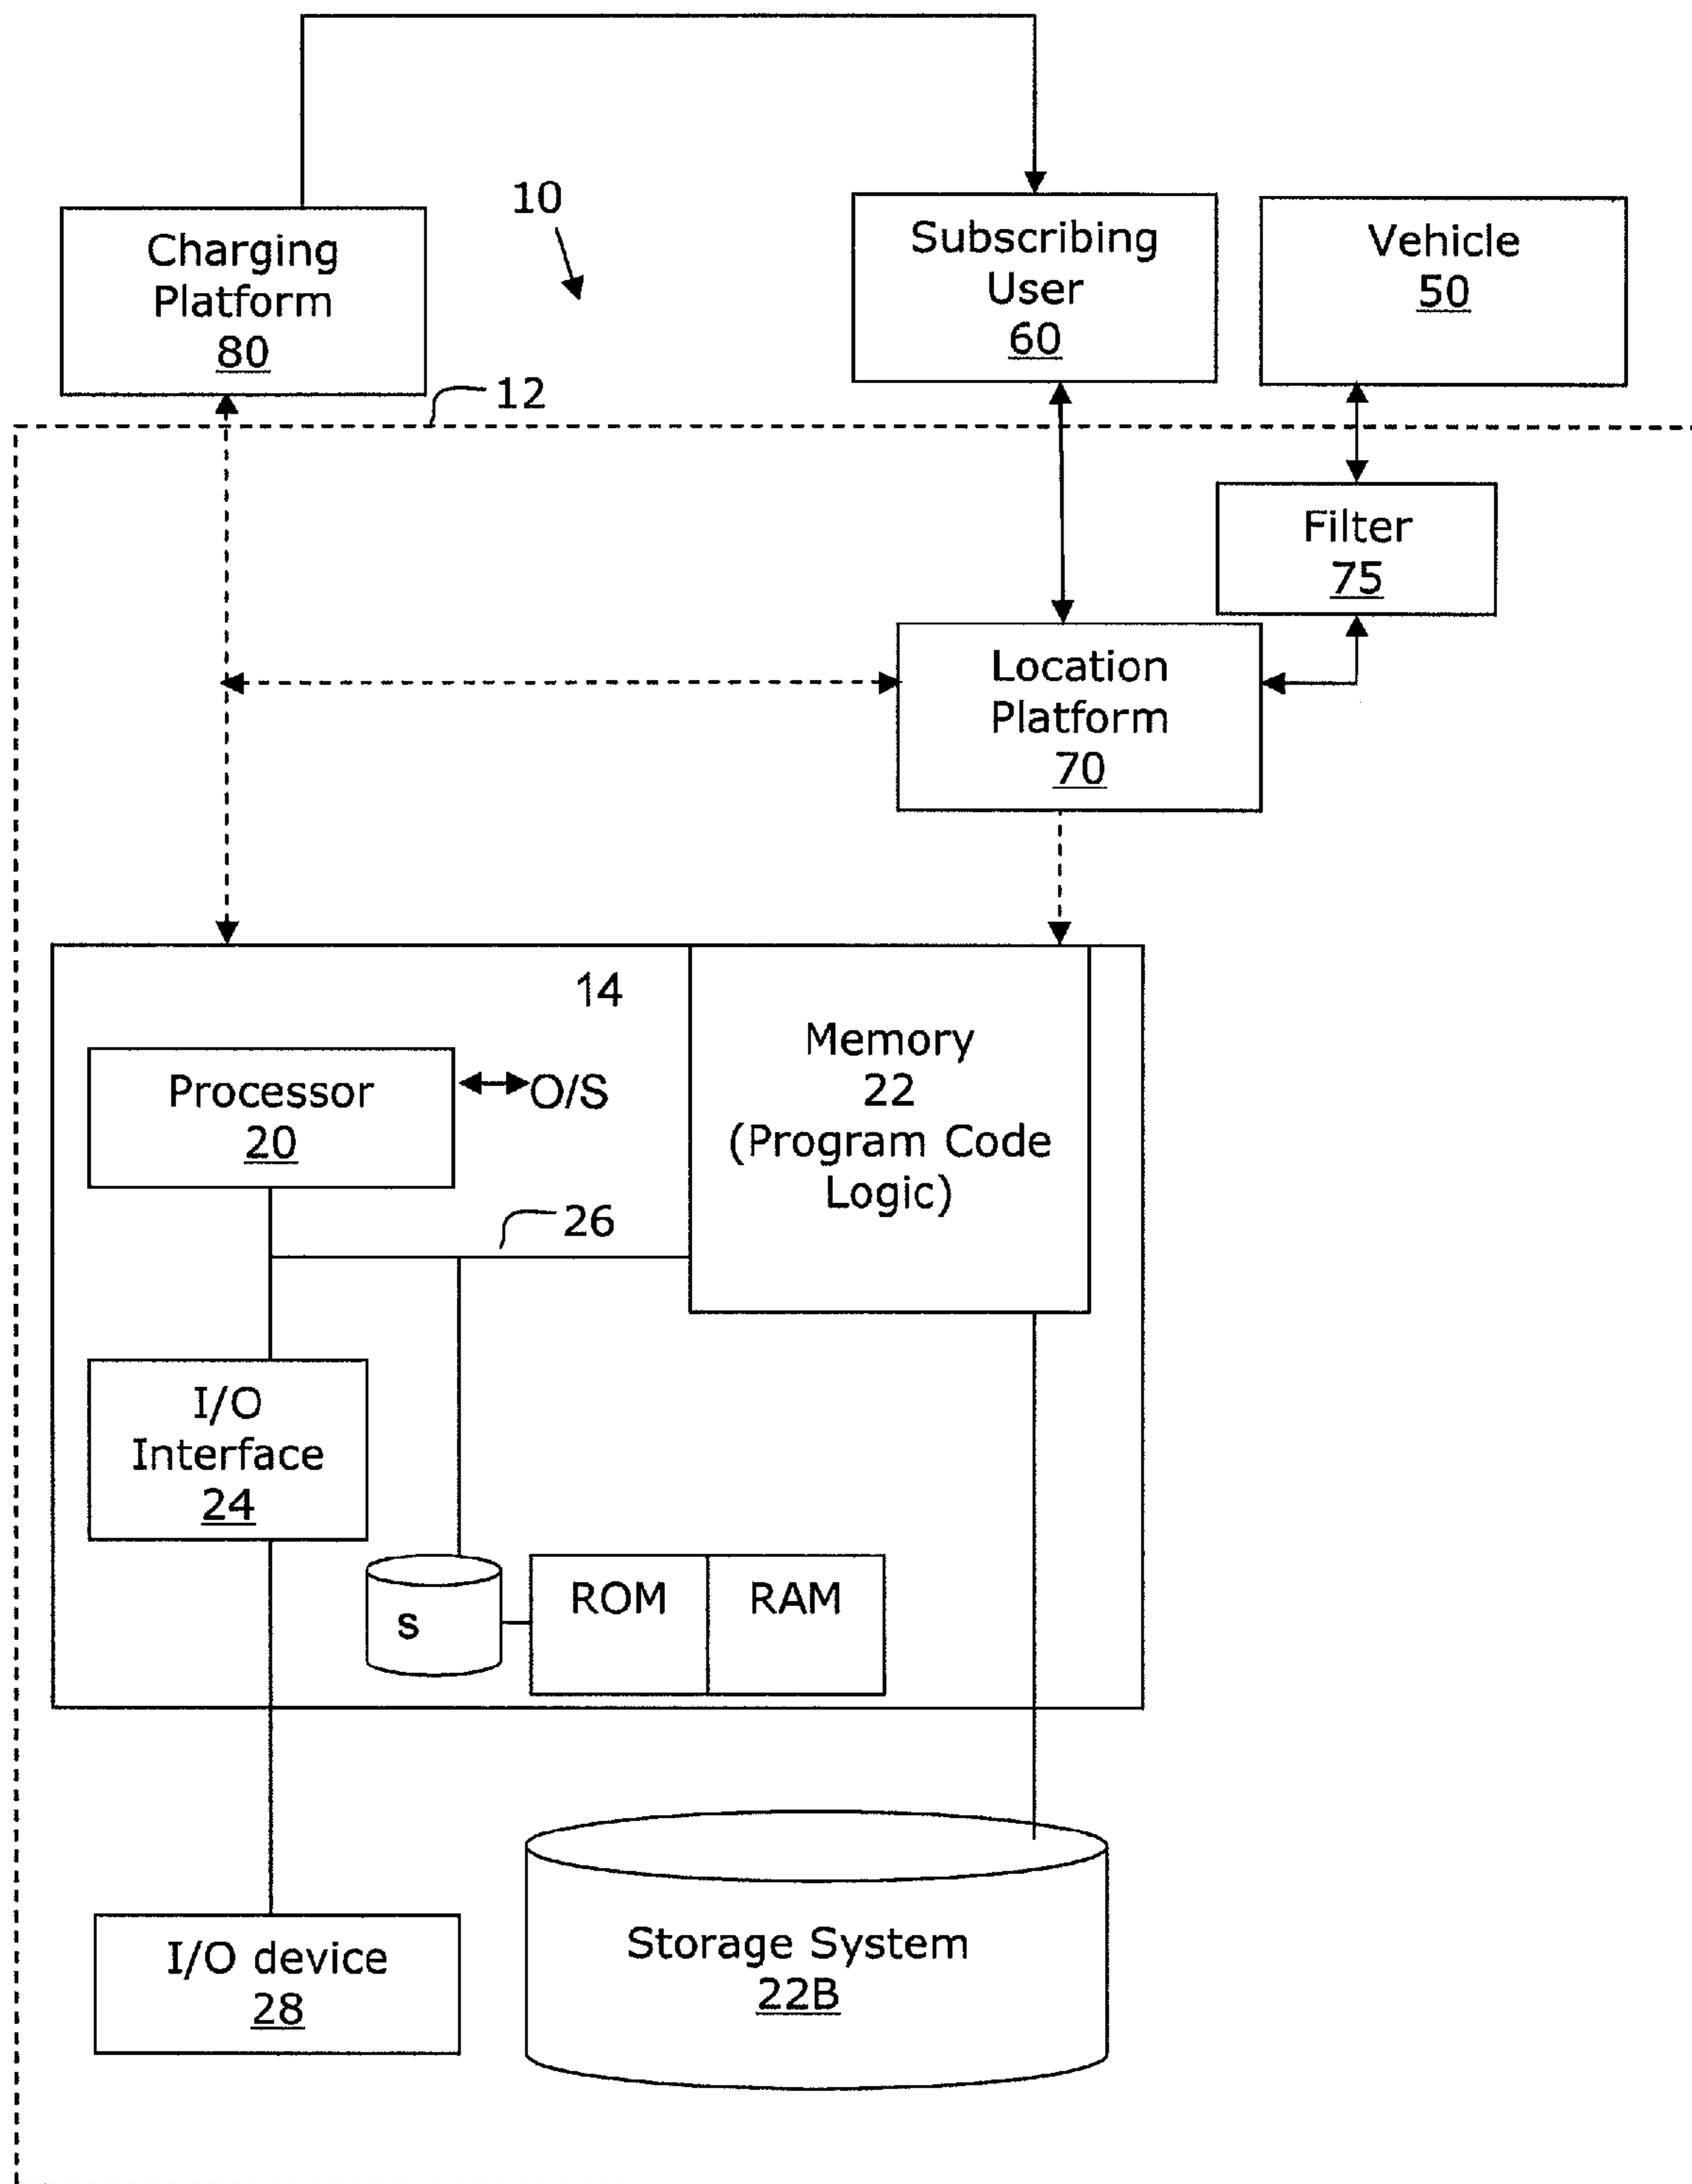 10
Charging
Platform
80
Subscribing
User
60
Vehicle
50
12
Filter
75
Location
Platform
70
14
Processor
20
O/S
Memory
22
(Program Code
Logic)
26
I/O
Interface
24
s
ROM
RAM
I/O device
28
Storage System
22B